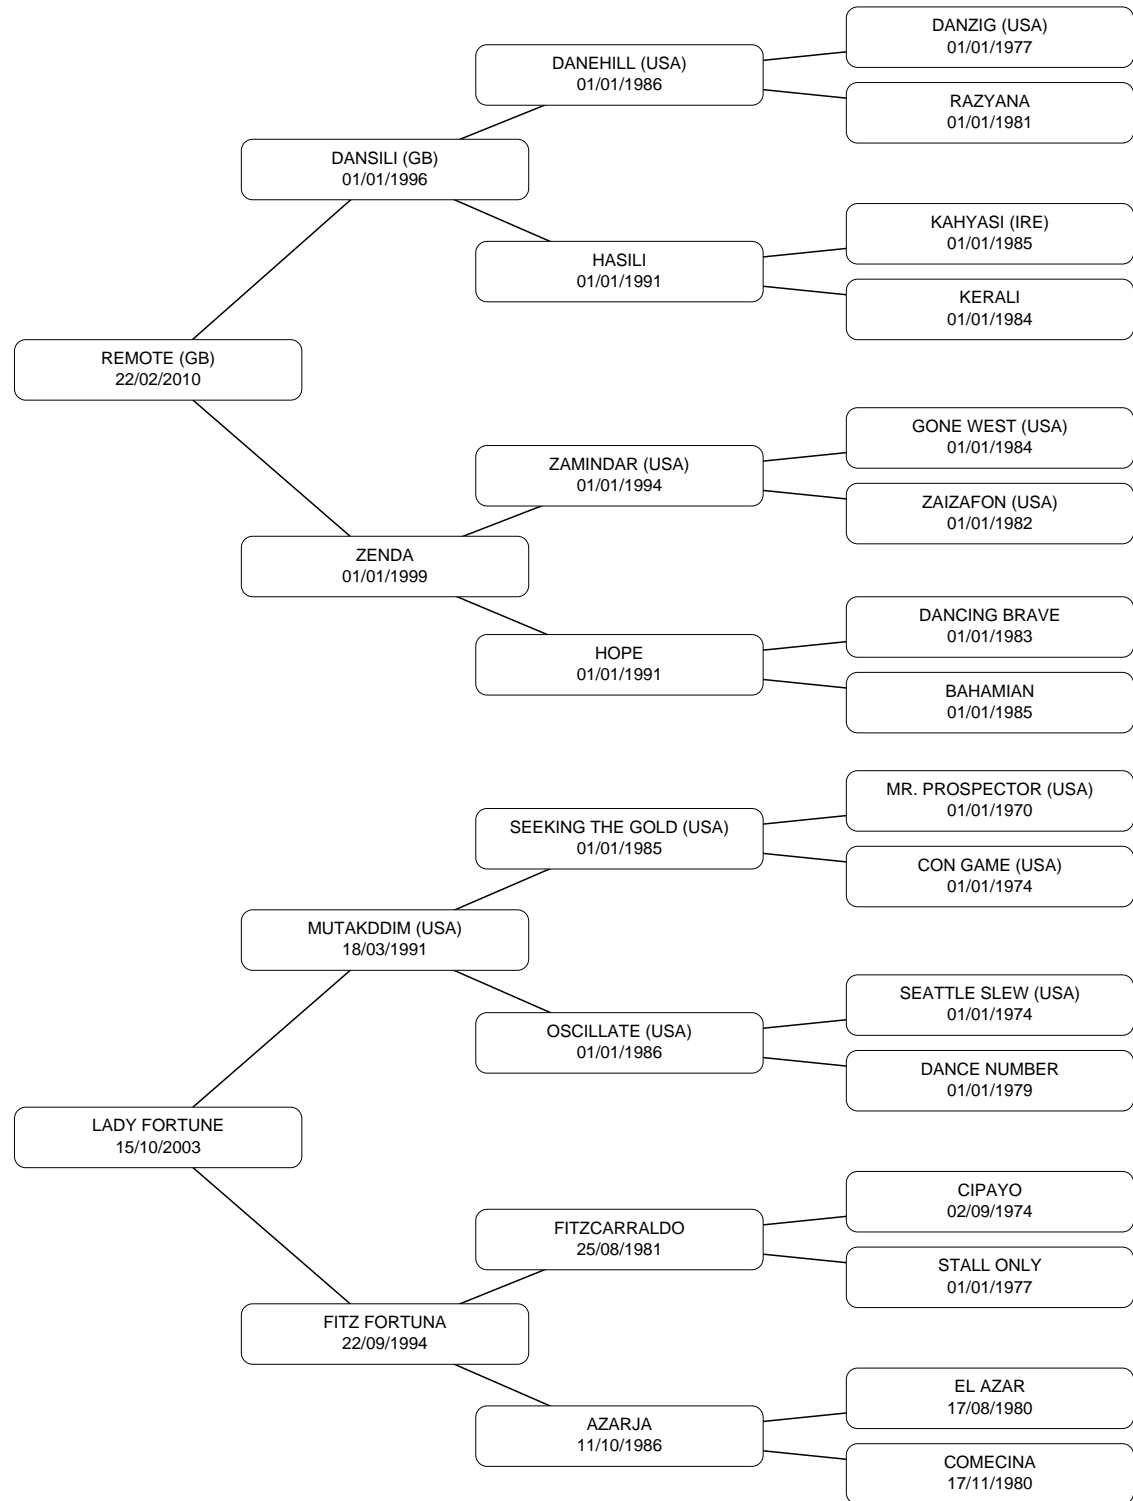 DANZIG (USA)
01/01/1977
DANEHILL (USA)
01/01/1986
RAZYANA
01/01/1981
DANSILI (GB)
01/01/1996
KAHYASI (IRE)
01/01/1985
HASILI
01/01/1991
KERALI
01/01/1984
REMOTE (GB)
22/02/2010
GONE WEST (USA)
01/01/1984
ZAMINDAR (USA)
01/01/1994
ZAIZAFON (USA)
01/01/1982
ZENDA
01/01/1999
DANCING BRAVE
01/01/1983
HOPE
01/01/1991
BAHAMIAN
01/01/1985
MR. PROSPECTOR (USA)
01/01/1970
SEEKING THE GOLD (USA)
01/01/1985
CON GAME (USA)
01/01/1974
MUTAKDDIM (USA)
18/03/1991
SEATTLE SLEW (USA)
01/01/1974
OSCILLATE (USA)
01/01/1986
DANCE NUMBER
01/01/1979
LADY FORTUNE
15/10/2003
CIPAYO
02/09/1974
FITZCARRALDO
25/08/1981
STALL ONLY
01/01/1977
FITZ FORTUNA
22/09/1994
EL AZAR
17/08/1980
AZARJA
11/10/1986
COMECINA
17/11/1980